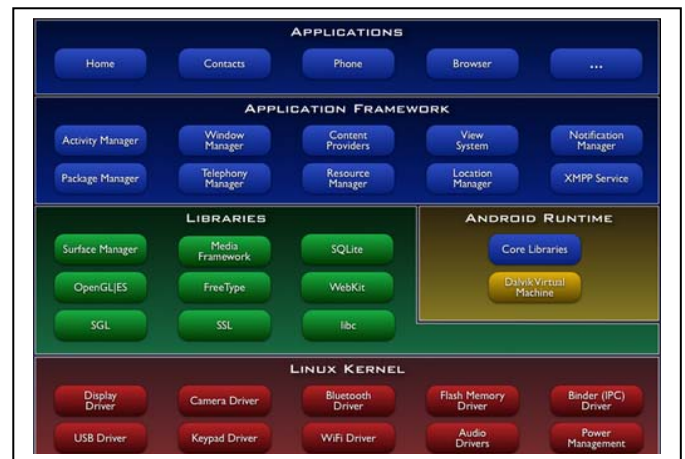 APPLICATIONS
Home
Contacts
Phone
Browser
...
APPLICATION FRAMEWORK
Activity Manager
Window
Manager
Content
Providers
View
System
Notification
Manager
Package Manager
Telephony
Manager
Resource
Manager
Location
Manager
XMPP Service
LIBRARIES
Surface Manager
Media
Framework
SQLite
OpenGL|ES
FreeType
WebKit
SGL
SSL
libc
ANDROID RUNTIME
Core Libraries
Dalvik Virtual
Machine
LINUX KERNEL
Display
Driver
Camera Driver
Bluetooth
Driver
Flash Memory
Driver
Binder (IPC)
Driver
USB Driver
Keypad Driver
WiFi Driver
Audio
Drivers
Power
Management